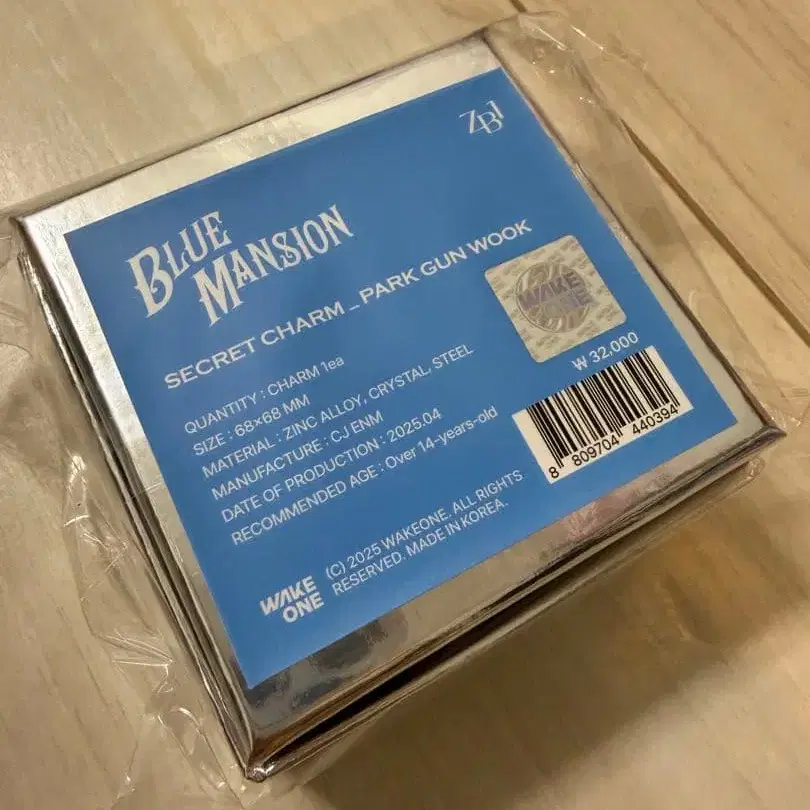 ZB1
BLUE
MANSION
SECRET CHARM _ PARK GUN WOOK
WAKE
ONE
QUANTITY : CHARM 1ea
SIZE : 68×68 MM
MATERIAL : ZINC ALLOY, CRYSTAL, STEEL
MANUFACTURE : CJ ENM
DATE OF PRODUCTION : 2025.04
RECOMMENDED AGE : Over 14-years-old
₩ 32,000
8 809704 440394
WAKE
ONE
(C) 2025 WAKEONE. ALL RIGHTS
RESERVED. MADE IN KOREA.